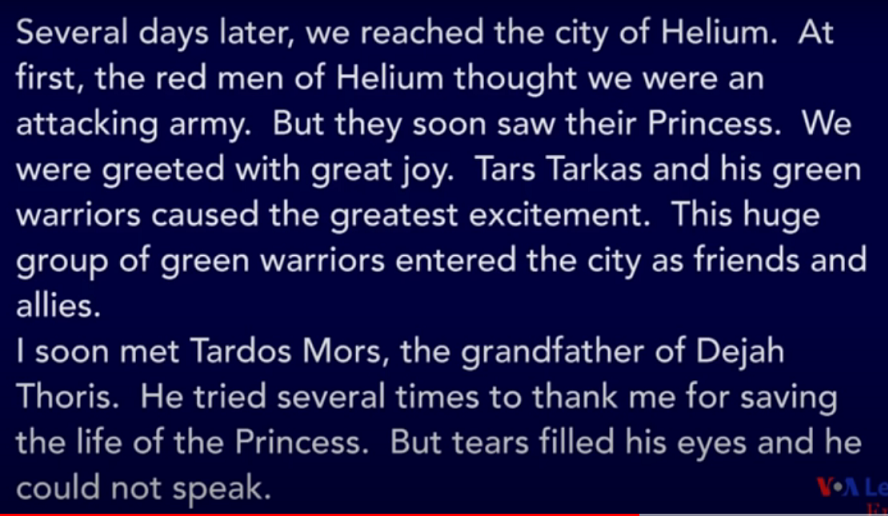 Several days later, we reached the city of Helium.  At
first, the red men of Helium thought we were an
attacking army.  But they soon saw their Princess.  We
were greeted with great joy.  Tars Tarkas and his green
warriors caused the greatest excitement.  This huge
group of green warriors entered the city as friends and
allies.
I soon met Tardos Mors, the grandfather of Dejah
Thoris.  He tried several times to thank me for saving
the life of the Princess.  But tears filled his eyes and he
could not speak.
VOA Le